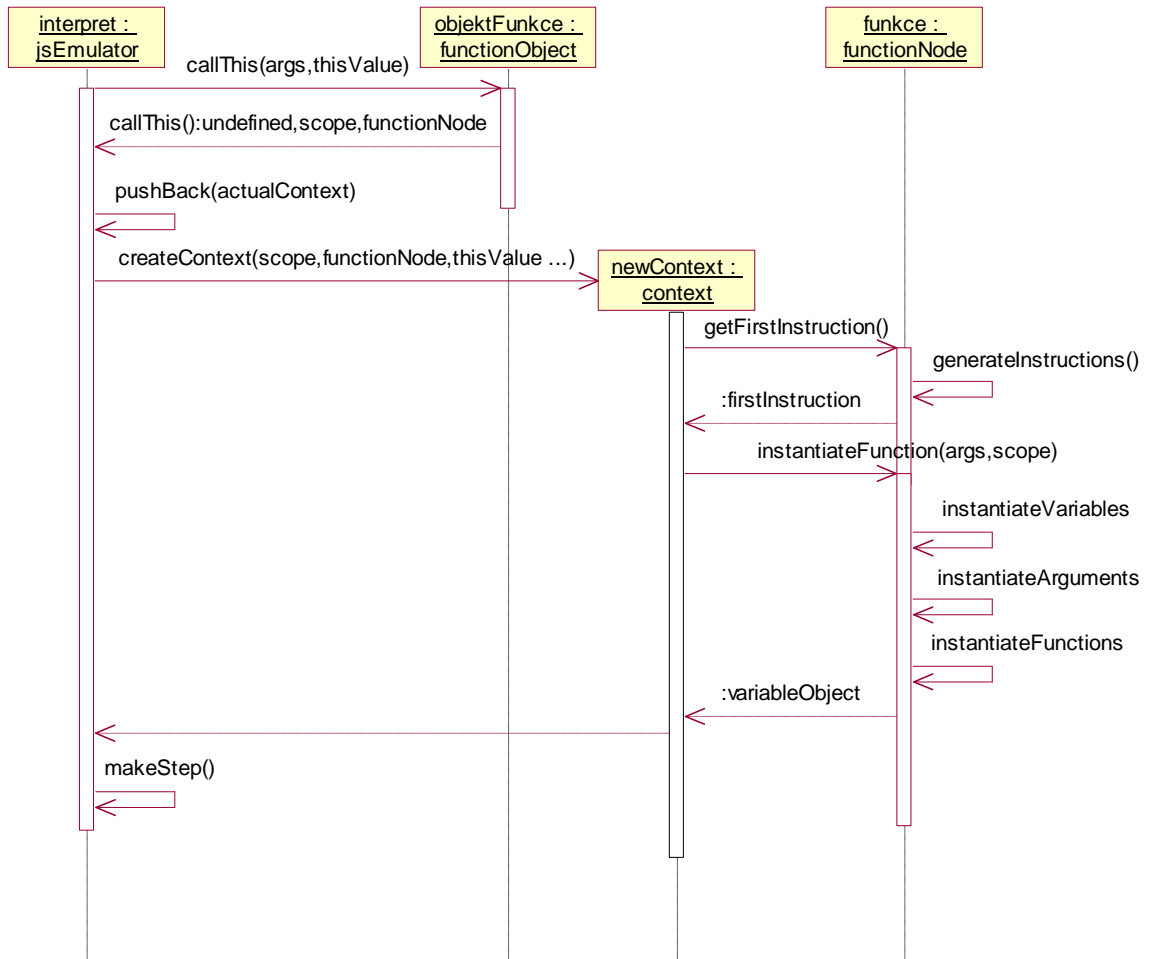 interpret :
jsEmulator
objektFunkce :
functionObject
funkce :
functionNode
callThis(args,thisValue)
callThis():undefined,scope,functionNode
pushBack(actualContext)
createContext(scope,functionNode,thisValue ...)
newContext :
context
getFirstInstruction()
generateInstructions()
:firstInstruction
instantiateFunction(args,scope)
instantiateVariables
instantiateArguments
instantiateFunctions
:variableObject
makeStep()